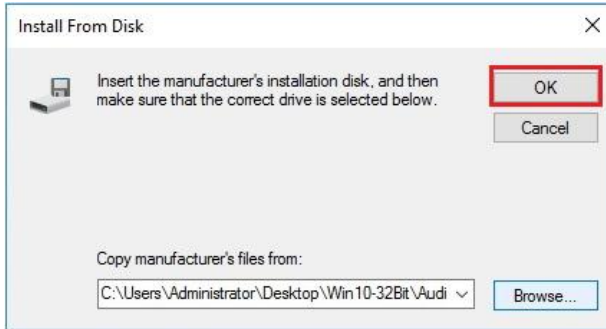 Install From Disk
Insert the manufacturer's installation disk, and then
make sure that the correct drive is selected below.
OK
Cancel
Copy manufacturer's files from:
C:\Users\Administrator\Desktop\Win10-32Bit\Audi
Browse...